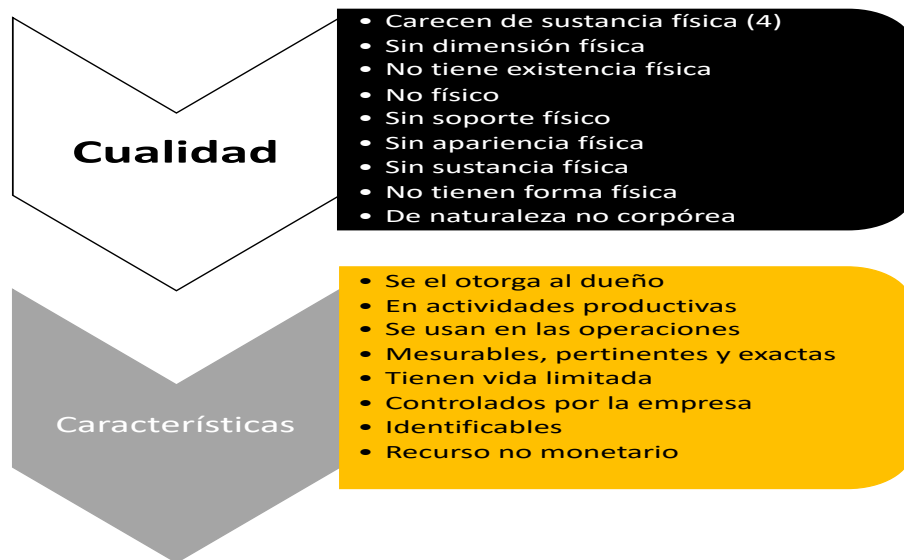 Cualidad
• Carecen de sustancia física (4)
• Sin dimensión física
• No tiene existencia física
• No físico
• Sin soporte físico
• Sin apariencia física
• Sin sustancia física
• No tienen forma física
• De naturaleza no corpórea
Características
• Se el otorga al dueño
• En actividades productivas
• Se usan en las operaciones
• Mesurables, pertinentes y exactas
• Tienen vida limitada
• Controlados por la empresa
• Identificables
• Recurso no monetario